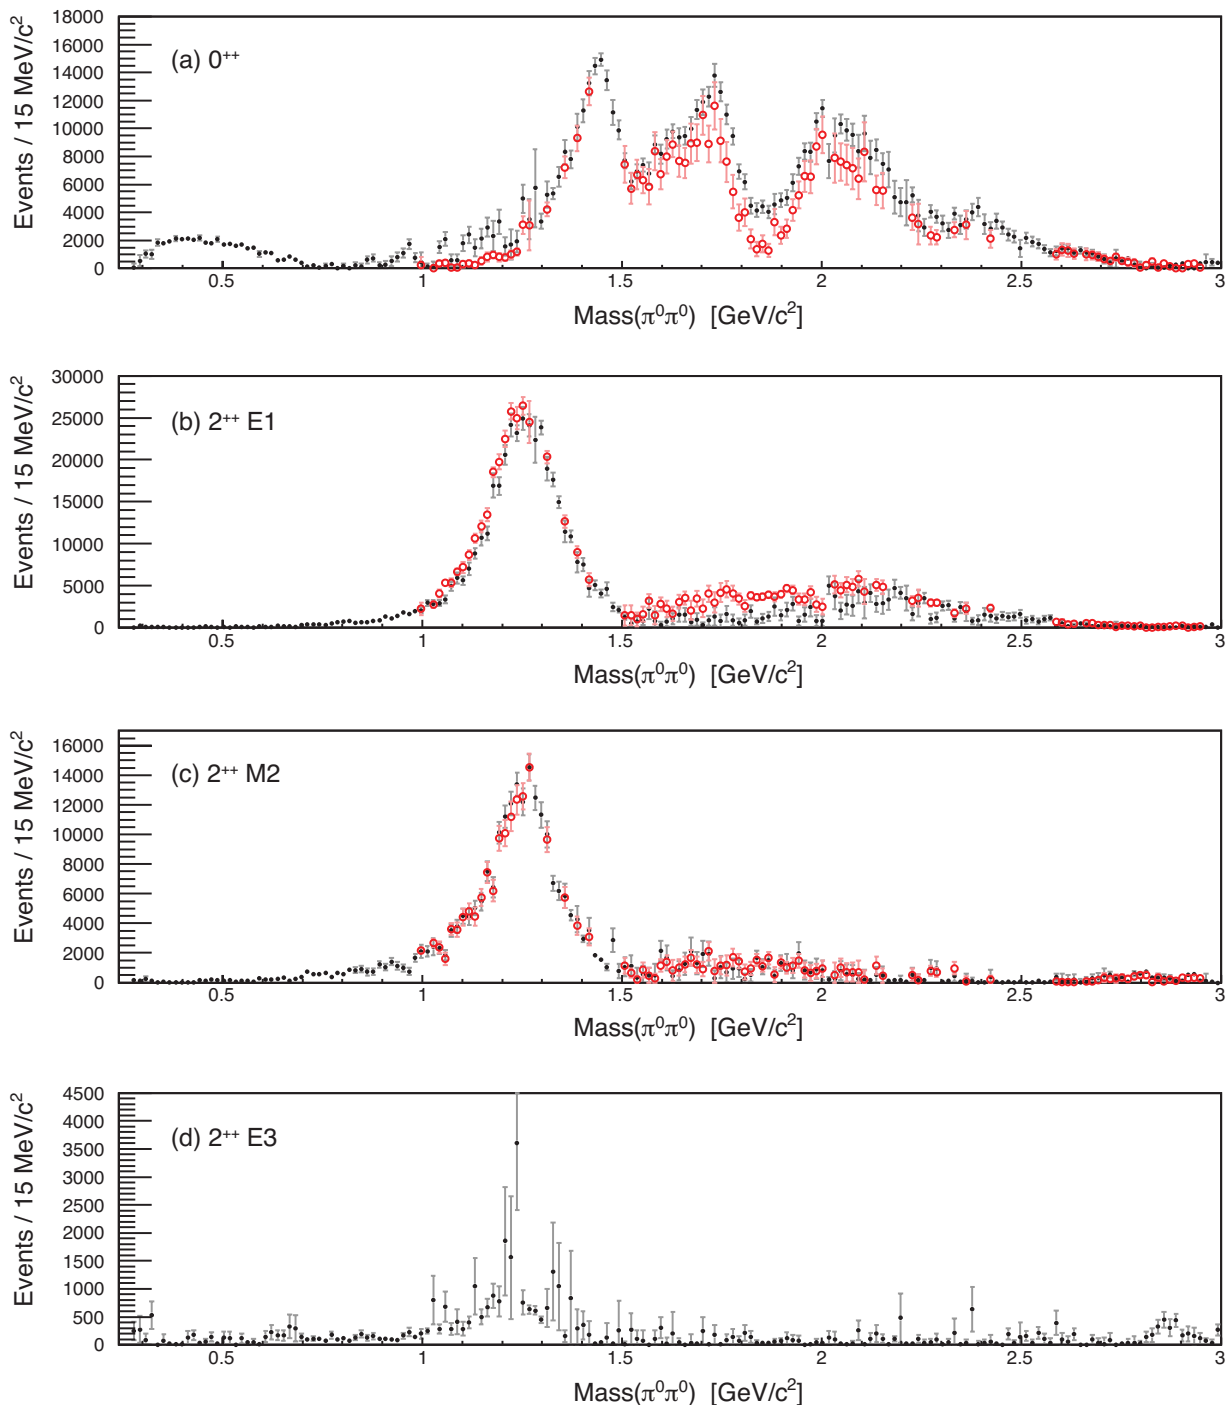 18000
16000
14000
12000
10000
8000
6000
4000
2000
0
Events / 15 MeV/c²
(a) 0⁺⁺
0.5 1 1.5 2 2.5 3
Mass(π⁰π⁰) [GeV/c²]
30000
25000
20000
15000
10000
5000
0
Events / 15 MeV/c²
(b) 2⁺⁺ E1
0.5 1 1.5 2 2.5 3
Mass(π⁰π⁰) [GeV/c²]
16000
14000
12000
10000
8000
6000
4000
2000
0
Events / 15 MeV/c²
(c) 2⁺⁺ M2
0.5 1 1.5 2 2.5 3
Mass(π⁰π⁰) [GeV/c²]
4500
4000
3500
3000
2500
2000
1500
1000
500
0
Events / 15 MeV/c²
(d) 2⁺⁺ E3
0.5 1 1.5 2 2.5 3
Mass(π⁰π⁰) [GeV/c²]